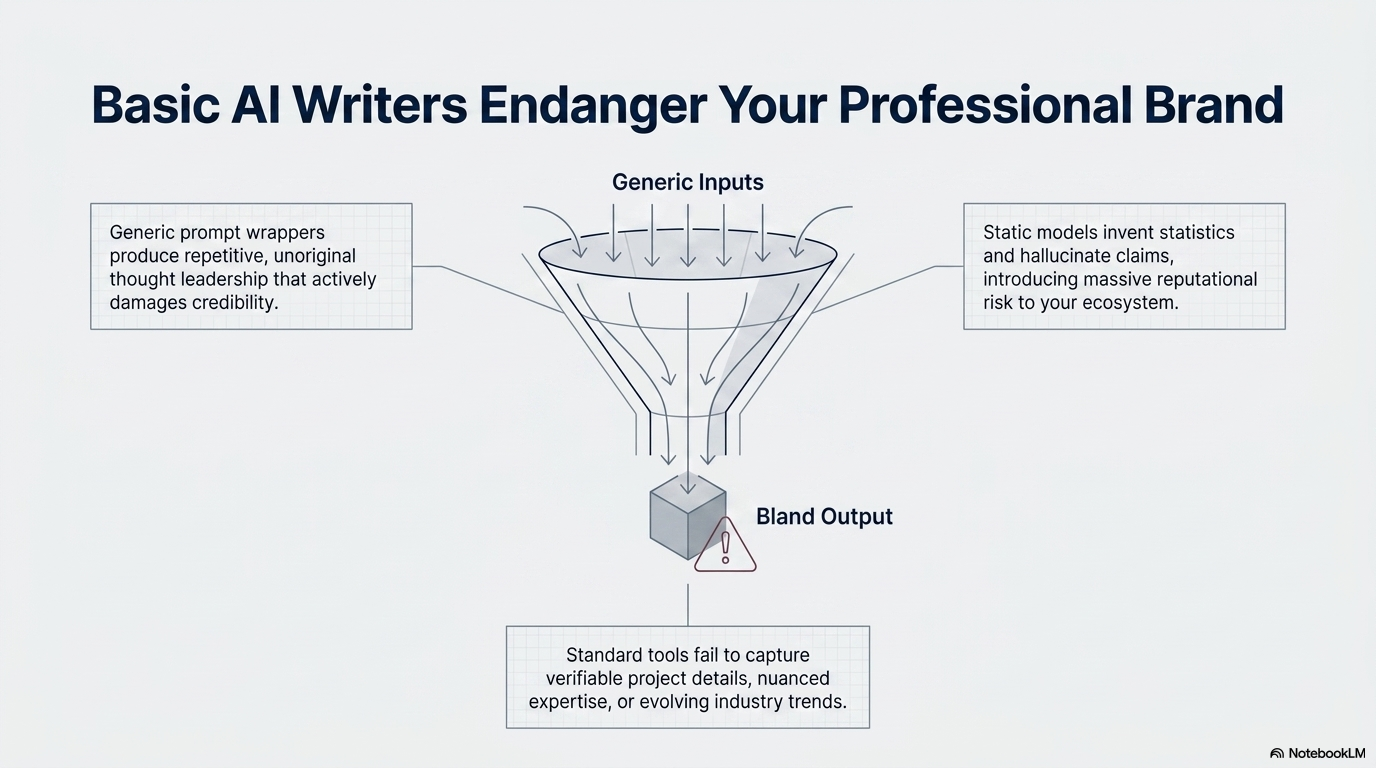 Basic AI Writers Endanger Your Professional Brand
Generic Inputs
Generic prompt wrappers
produce repetitive, unoriginal
thought leadership that actively
damages credibility.
Static models invent statistics
and hallucinate claims,
introducing massive reputational
risk to your ecosystem.
Bland Output
Standard tools fail to capture
verifiable project details, nuanced
expertise, or evolving industry trends.
NotebookLM